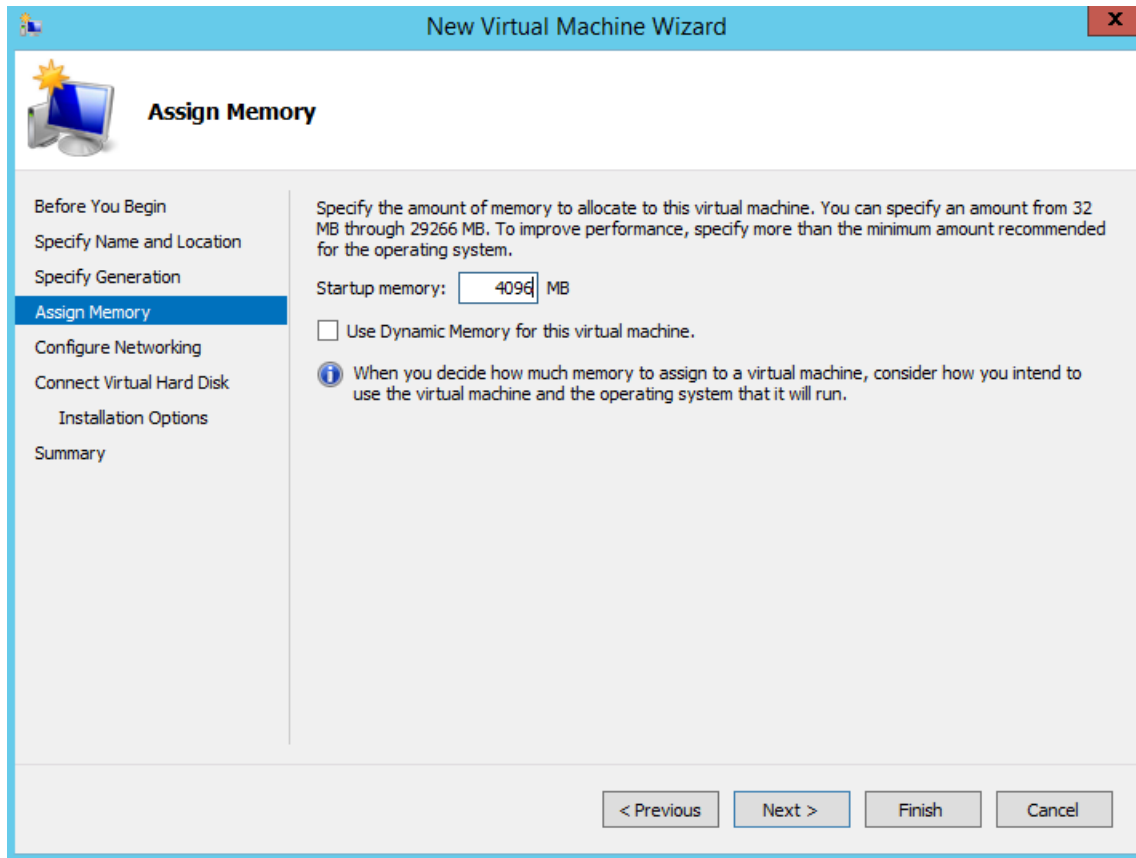 New Virtual Machine Wizard
x
Assign Memory
Before You Begin
Specify Name and Location
Specify Generation
Assign Memory
Configure Networking
Connect Virtual Hard Disk
Installation Options
Summary
Specify the amount of memory to allocate to this virtual machine. You can specify an amount from 32
MB through 29266 MB. To improve performance, specify more than the minimum amount recommended
for the operating system.
Startup memory: 4096 MB
Use Dynamic Memory for this virtual machine.
When you decide how much memory to assign to a virtual machine, consider how you intend to
use the virtual machine and the operating system that it will run.
< Previous Next > Finish Cancel